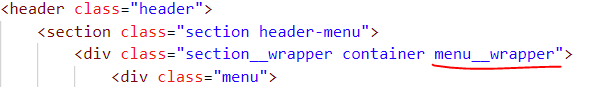 <header class="header">
<section class="section header-menu">
<div class="section__wrapper container menu__wrapper">
<div class="menu">